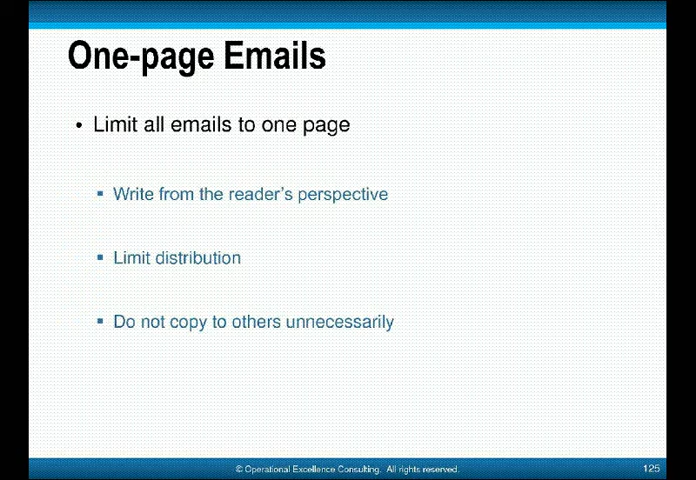 One-page Emails
• Limit all emails to one page
▪ Write from the reader’s perspective
▪ Limit distribution
▪ Do not copy to others unnecessarily
© Operational Excellence Consulting. All rights reserved.
125